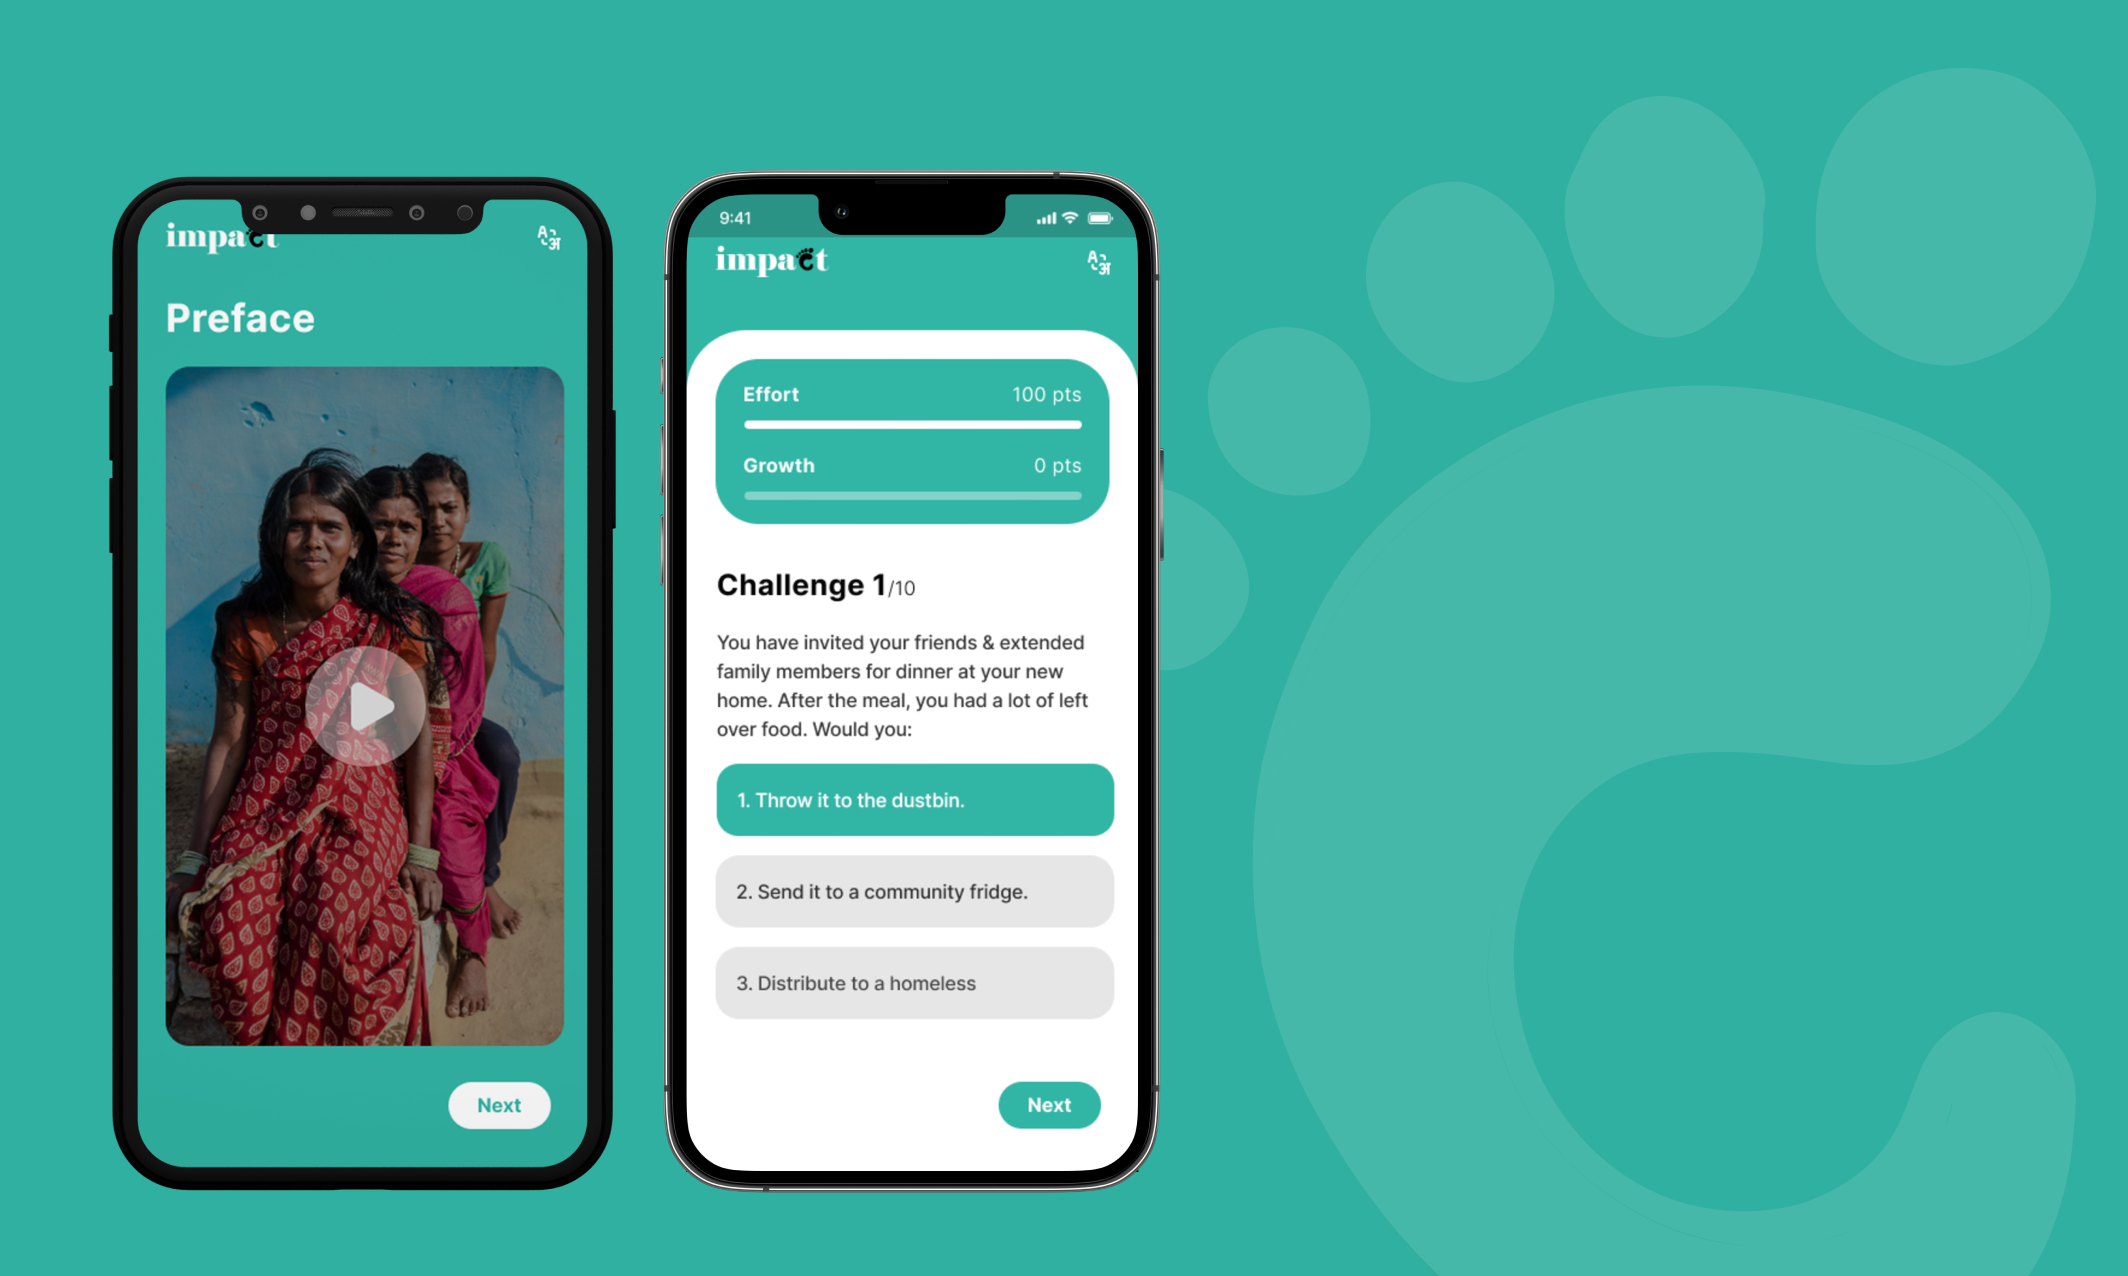 impact
Aअ
Preface
Next
9:41
impact
Aअ
Effort 100 pts
Growth 0 pts
Challenge 1/10
You have invited your friends & extended
family members for dinner at your new
home. After the meal, you had a lot of left
over food. Would you:
1. Throw it to the dustbin.
2. Send it to a community fridge.
3. Distribute to a homeless
Next